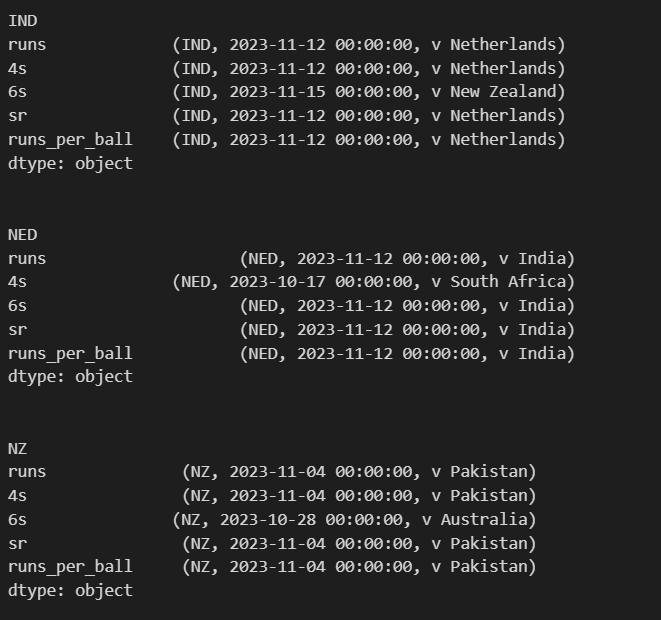 IND
runs (IND, 2023-11-12 00:00:00, v Netherlands)
4s (IND, 2023-11-12 00:00:00, v Netherlands)
6s (IND, 2023-11-15 00:00:00, v New Zealand)
sr (IND, 2023-11-12 00:00:00, v Netherlands)
runs_per_ball (IND, 2023-11-12 00:00:00, v Netherlands)
dtype: object
NED
runs (NED, 2023-11-12 00:00:00, v India)
4s (NED, 2023-10-17 00:00:00, v South Africa)
6s (NED, 2023-11-12 00:00:00, v India)
sr (NED, 2023-11-12 00:00:00, v India)
runs_per_ball (NED, 2023-11-12 00:00:00, v India)
dtype: object
NZ
runs (NZ, 2023-11-04 00:00:00, v Pakistan)
4s (NZ, 2023-11-04 00:00:00, v Pakistan)
6s (NZ, 2023-10-28 00:00:00, v Australia)
sr (NZ, 2023-11-04 00:00:00, v Pakistan)
runs_per_ball (NZ, 2023-11-04 00:00:00, v Pakistan)
dtype: object